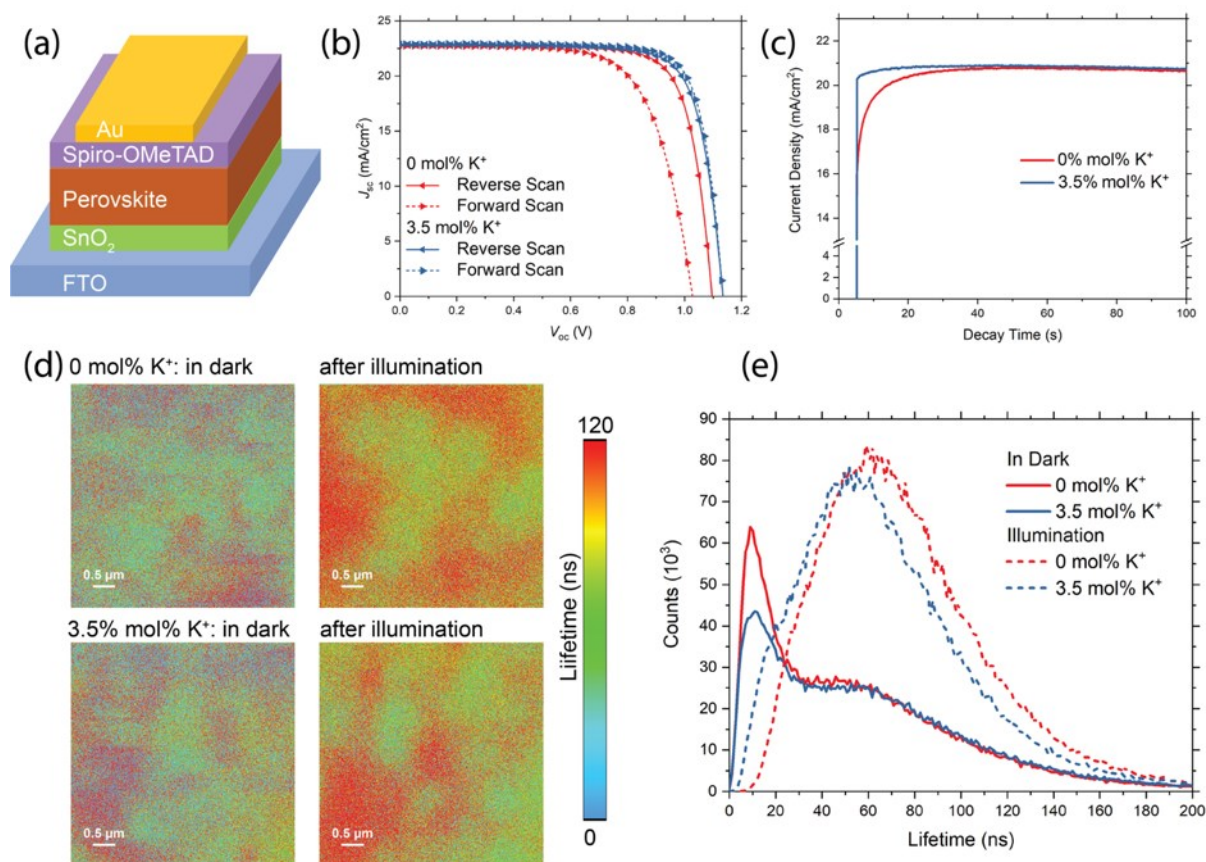 (a)
Au
Spiro-OMeTAD
Perovskite
SnO₂
FTO
(b)
25
20
15
10
5
0
Jsc (mA/cm²)
0 mol% K⁺
Reverse Scan
Forward Scan
3.5 mol% K⁺
Reverse Scan
Forward Scan
0.0 0.2 0.4 0.6 0.8 1.0 1.2
Voc (V)
(c)
22
20
18
16
14
4
2
0
Current Density (mA/cm²)
0% mol% K⁺
3.5% mol% K⁺
0 20 40 60 80 100
Decay Time (s)
(d)
0 mol% K⁺: in dark
after illumination
0.5 µm
0.5 µm
3.5% mol% K⁺: in dark
after illumination
0.5 µm
0.5 µm
120
Liifetime (ns)
0
(e)
90
80
70
60
50
40
30
20
10
0
Counts (10³)
In Dark
0 mol% K⁺
3.5 mol% K⁺
Illumination
0 mol% K⁺
3.5 mol% K⁺
0 20 40 60 80 100 120 140 160 180 200
Lifetime (ns)